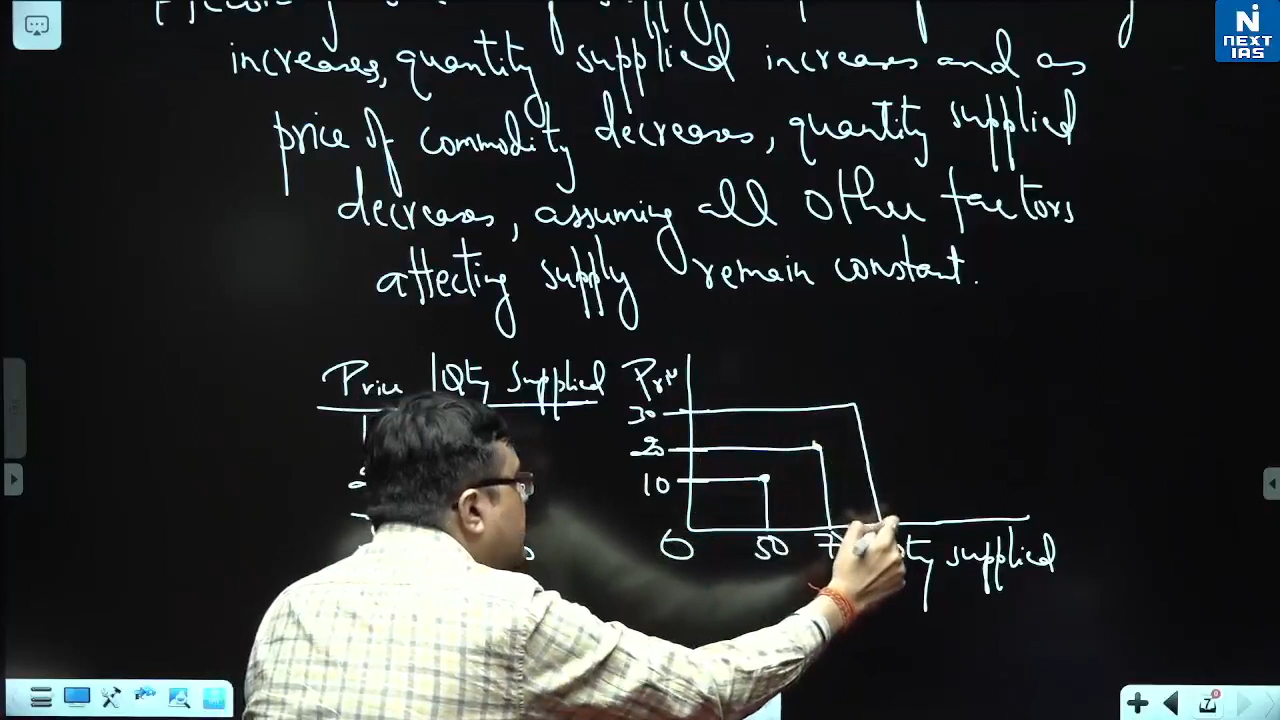 NEXT IAS
increases, quantity supplied increases and as
price of commodity decreases, quantity supplied
decreases, assuming all other factors
affecting supply remain constant.
Price Qty supplied
Price
30
20
10
0 50 supplied
7